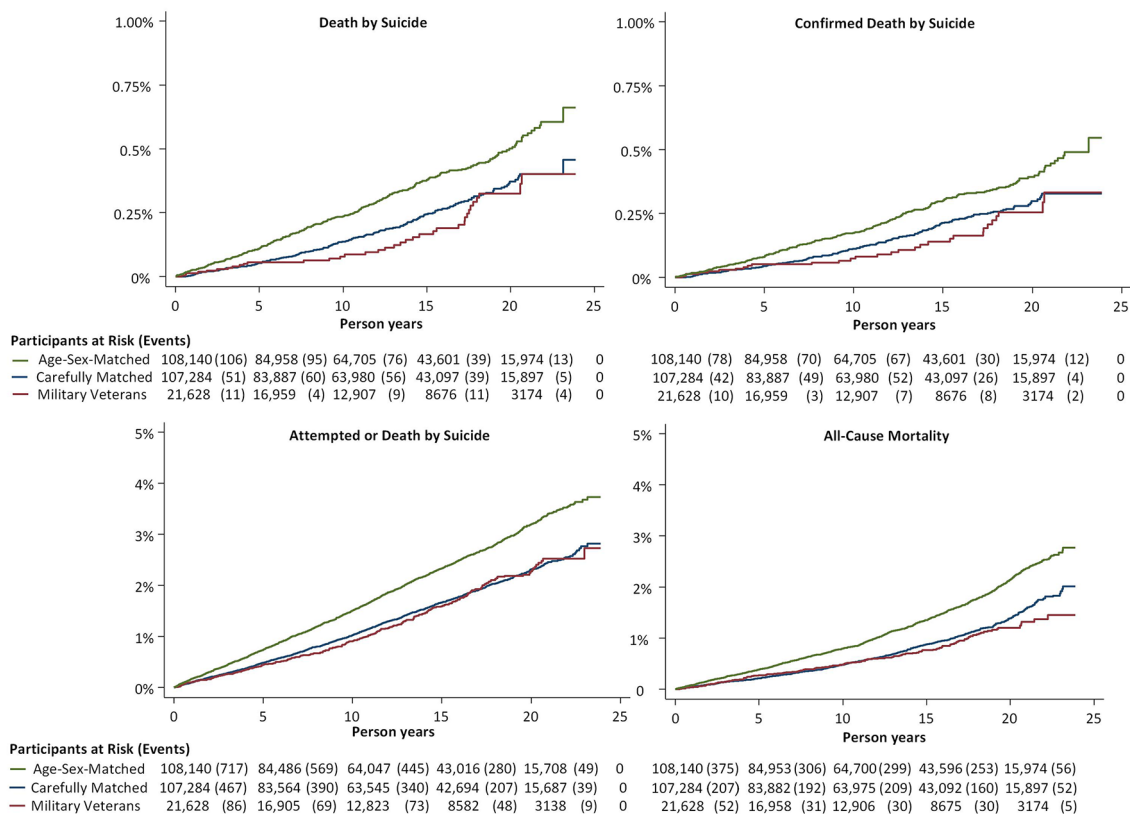 Death by Suicide
1.00%
0.75%
0.5%
0.25%
0%
0 5 10 15 20 25
Person years
Confirmed Death by Suicide
1.00%
0.75%
0.5%
0.25%
0%
0 5 10 15 20 25
Person years
Participants at Risk (Events)
Age-Sex-Matched 108,140 (106) 84,958 (95) 64,705 (76) 43,601 (39) 15,974 (13) 0 108,140 (78) 84,958 (70) 64,705 (67) 43,601 (30) 15,974 (12) 0
Carefully Matched 107,284 (51) 83,887 (60) 63,980 (56) 43,097 (39) 15,897 (5) 0 107,284 (42) 83,887 (49) 63,980 (52) 43,097 (26) 15,897 (4) 0
Military Veterans 21,628 (11) 16,959 (4) 12,907 (9) 8676 (11) 3174 (4) 0 21,628 (10) 16,959 (3) 12,907 (7) 8676 (8) 3174 (2) 0
Attempted or Death by Suicide
5%
4%
3%
2%
1%
0%
0 5 10 15 20 25
Person years
All-Cause Mortality
5%
4%
3%
2%
1%
0
0 5 10 15 20 25
Person years
Participants at Risk (Events)
Age-Sex-Matched 108,140 (717) 84,486 (569) 64,047 (445) 43,016 (280) 15,708 (49) 0 108,140 (375) 84,953 (306) 64,700 (299) 43,596 (253) 15,974 (56)
Carefully Matched 107,284 (467) 83,564 (390) 63,545 (340) 42,694 (207) 15,687 (39) 0 107,284 (207) 83,882 (192) 63,975 (209) 43,092 (160) 15,897 (52)
Military Veterans 21,628 (86) 16,905 (69) 12,823 (73) 8582 (48) 3138 (9) 0 21,628 (52) 16,958 (31) 12,906 (30) 8675 (30) 3174 (5)